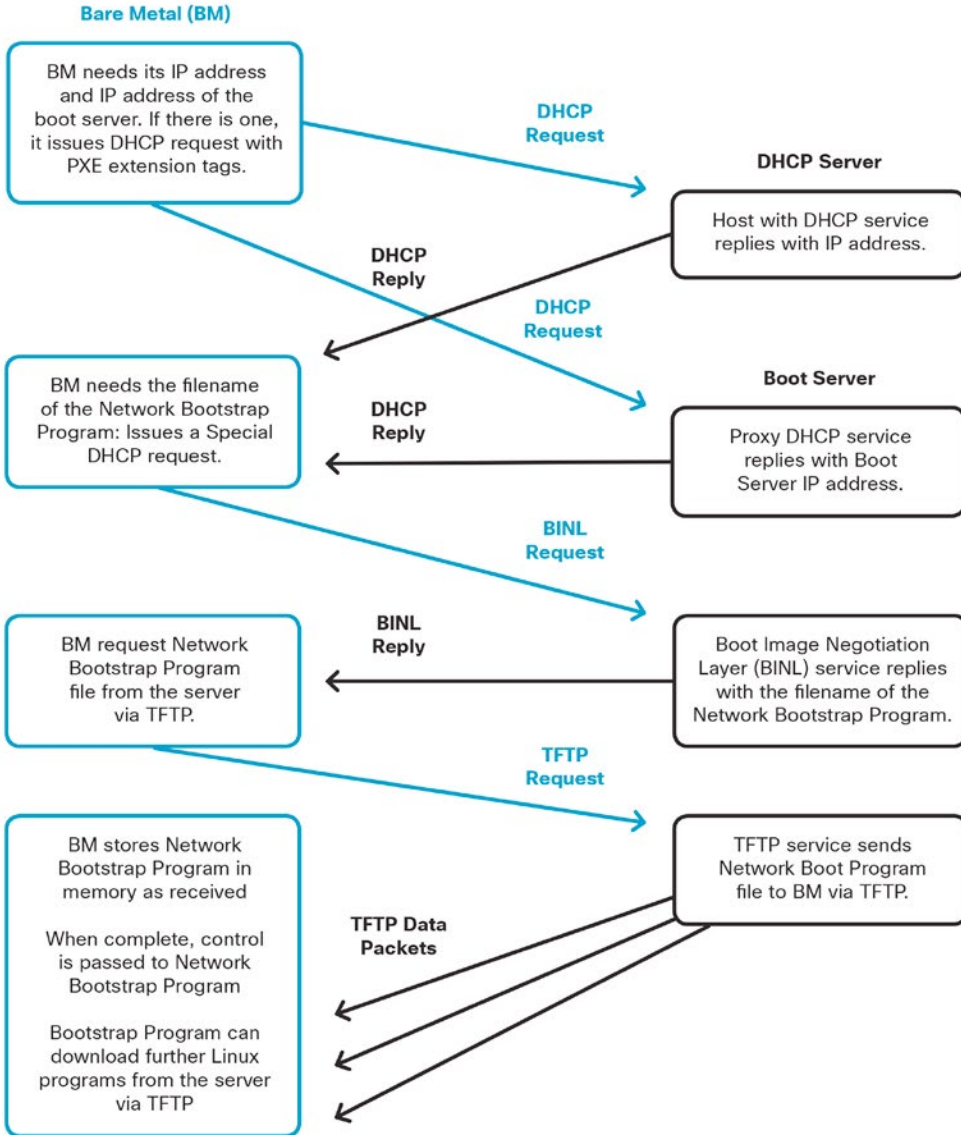 Bare Metal (BM)
BM needs its IP address
and IP address of the
boot server. If there is one,
it issues DHCP request with
PXE extension tags.
DHCP
Request
DHCP Server
Host with DHCP service
replies with IP address.
DHCP
Reply
DHCP
Request
BM needs the filename
of the Network Bootstrap
Program: Issues a Special
DHCP request.
DHCP
Reply
Boot Server
Proxy DHCP service
replies with Boot
Server IP address.
BINL
Request
BM request Network
Bootstrap Program
file from the server
via TFTP.
BINL
Reply
Boot Image Negotiation
Layer (BINL) service replies
with the filename of the
Network Bootstrap Program.
TFTP
Request
BM stores Network
Bootstrap Program in
memory as received
When complete, control
is passed to Network
Bootstrap Program
Bootstrap Program can
download further Linux
programs from the server
via TFTP
TFTP service sends
Network Boot Program
file to BM via TFTP.
TFTP Data
Packets